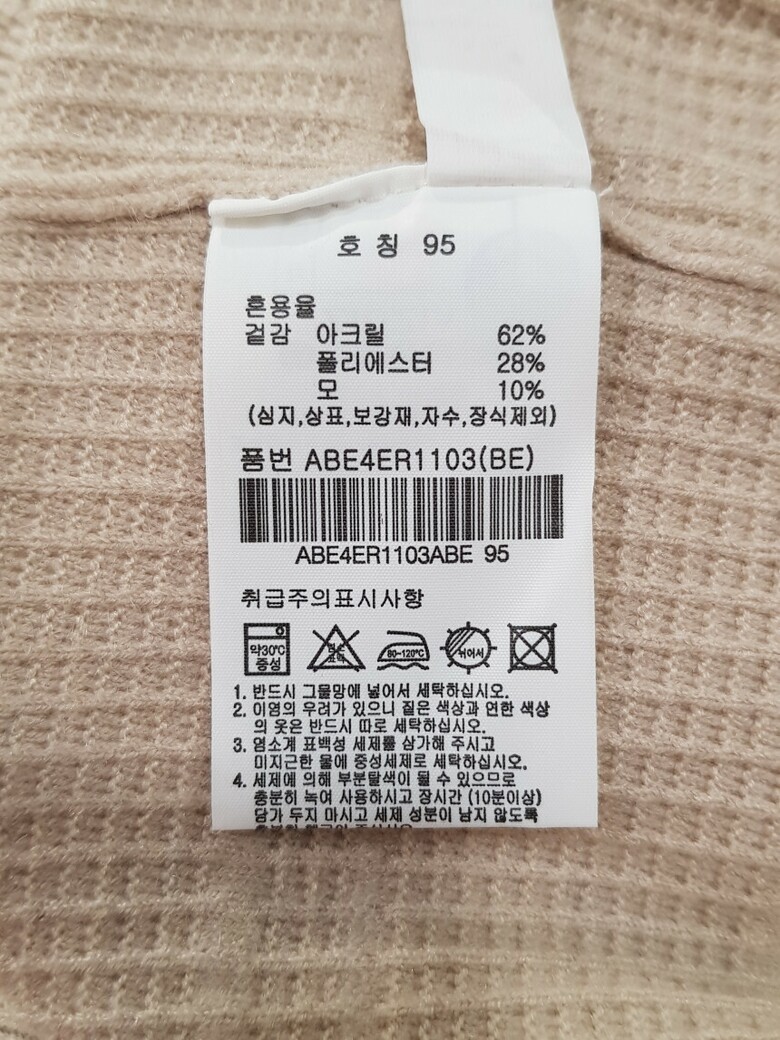 호 칭 95
혼용율
겉감 아크릴 62%
폴리에스터 28%
모 10%
(심지,상표,보강재,자수,장식제외)
품번 ABE4ER1103(BE)
ABE4ER1103ABE 95
취급주의표시사항
약30℃ 중성
80-120℃
뉘어서
1. 반드시 그물망에 넣어서 세탁하십시오.
2. 이염의 우려가 있으니 짙은 색상과 연한 색상
의 옷은 반드시 따로 세탁하십시오.
3. 염소계 표백성 세제를 삼가해 주시고
미지근한 물에 중성세제로 세탁하십시오.
4. 세제에 의해 부분탈색이 될 수 있으므로
충분히 녹여 사용하시고 장시간 (10분이상)
담가 두지 마시고 세제 성분이 남지 않도록